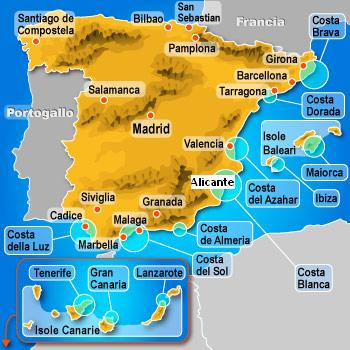 Santiago de
Compostela
Bilbao
San
Sebastian
Francia
Costa
Brava
Pamplona
Girona
Barcellona
Portogallo
Salamanca
Tarragona
Costa
Dorada
Madrid
Isole
Baleari
Valencia
Maiorca
Alicante
Costa
del Azahar
Ibiza
Siviglia
Granada
Cadice
Malaga
Costa
della Luz
Marbella
Costa
de Almeria
Costa
del Sol
Costa
Blanca
Tenerife
Gran
Canaria
Lanzarote
Isole Canarie